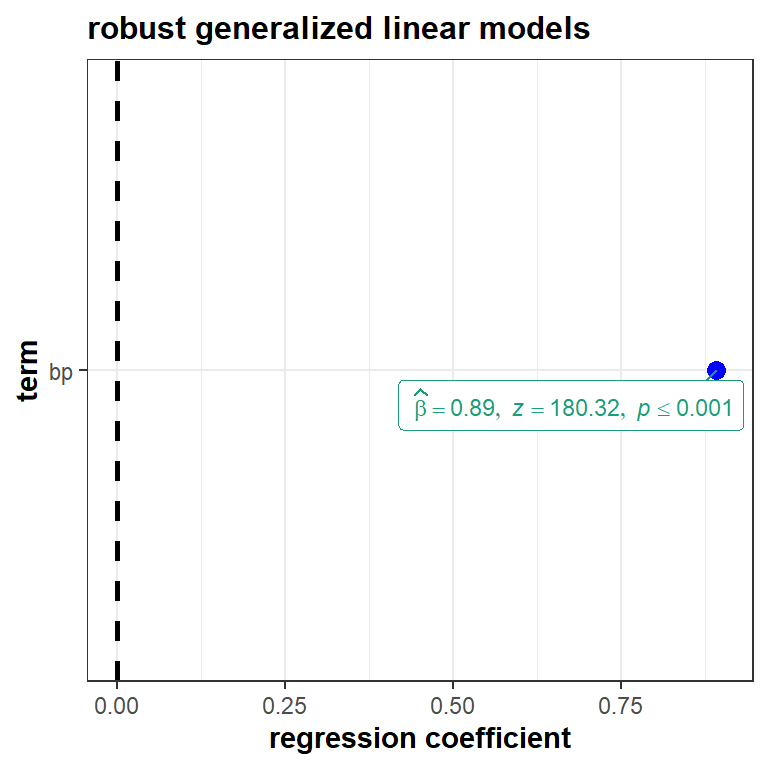 robust generalized linear models
term
bp
β̂ = 0.89, z = 180.32, p ≤ 0.001
0.00 0.25 0.50 0.75
regression coefficient